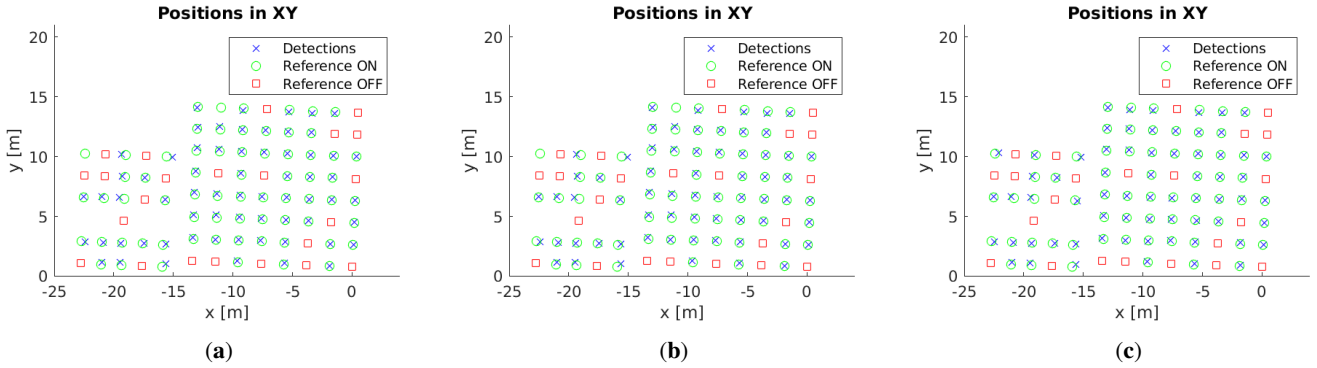 Positions in XY
20
15
10
5
0
y [m]
Detections
Reference ON
Reference OFF
-25 -20 -15 -10 -5 0
x [m]
(a)
Positions in XY
20
15
10
5
0
y [m]
Detections
Reference ON
Reference OFF
-25 -20 -15 -10 -5 0
x [m]
(b)
Positions in XY
20
15
10
5
0
y [m]
Detections
Reference ON
Reference OFF
-25 -20 -15 -10 -5 0
x [m]
(c)